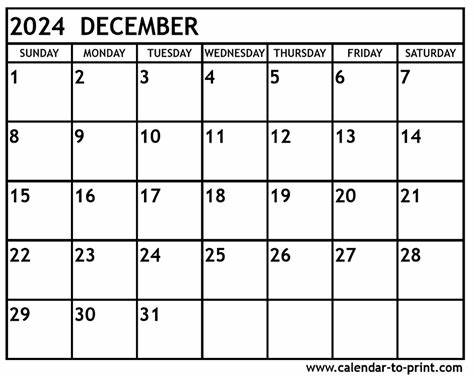 2024 DECEMBER
SUNDAY MONDAY TUESDAY WEDNESDAY THURSDAY FRIDAY SATURDAY
1 2 3 4 5 6 7
8 9 10 11 12 13 14
15 16 17 18 19 20 21
22 23 24 25 26 27 28
29 30 31
www.calendar-to-print.com